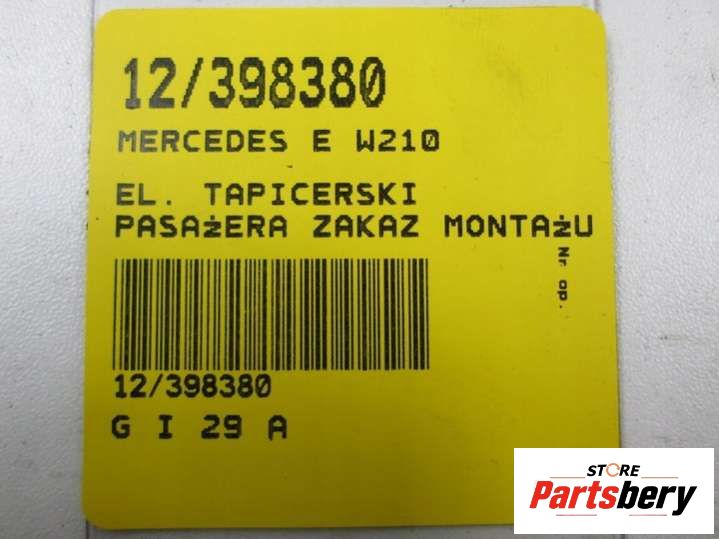 12/398380
MERCEDES E W210
EL. TAPICERSKI
PASAżERA ZAKAZ MONTAżU
Nr op.
12/398380
G I 29 A
STORE
Partsbery